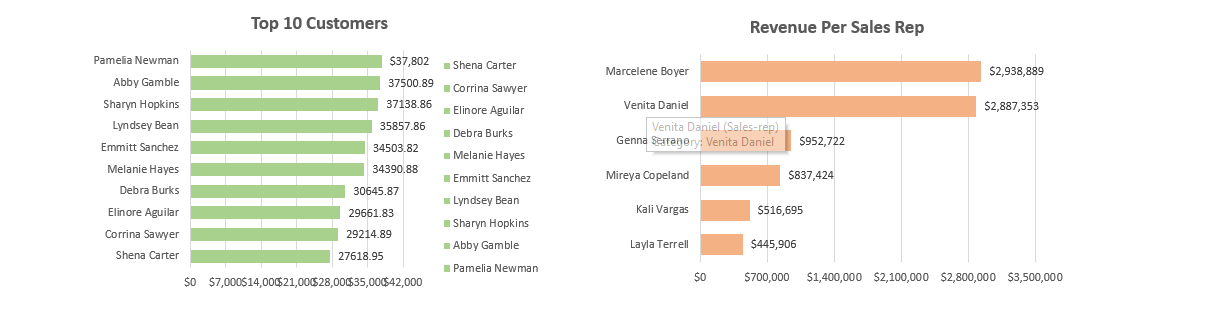 Top 10 Customers
Pamelia Newman $37,802
Abby Gamble 37500.89
Sharyn Hopkins 37138.86
Lyndsey Bean 35857.86
Emmitt Sanchez 34503.82
Melanie Hayes 34390.88
Debra Burks 30645.87
Elinore Aguilar 29661.83
Corrina Sawyer 29214.89
Shena Carter 27618.95
$0 $7,000 $14,000 $21,000 $28,000 $35,000 $42,000
Shena Carter
Corrina Sawyer
Elinore Aguilar
Debra Burks
Melanie Hayes
Emmitt Sanchez
Lyndsey Bean
Sharyn Hopkins
Abby Gamble
Pamelia Newman
Revenue Per Sales Rep
Marcelene Boyer $2,938,889
Venita Daniel $2,887,353
Venita Daniel (Sales-rep)
Category: Venita Daniel
Genna Serrano $952,722
Mireya Copeland $837,424
Kali Vargas $516,695
Layla Terrell $445,906
$0 $700,000 $1,400,000 $2,100,000 $2,800,000 $3,500,000